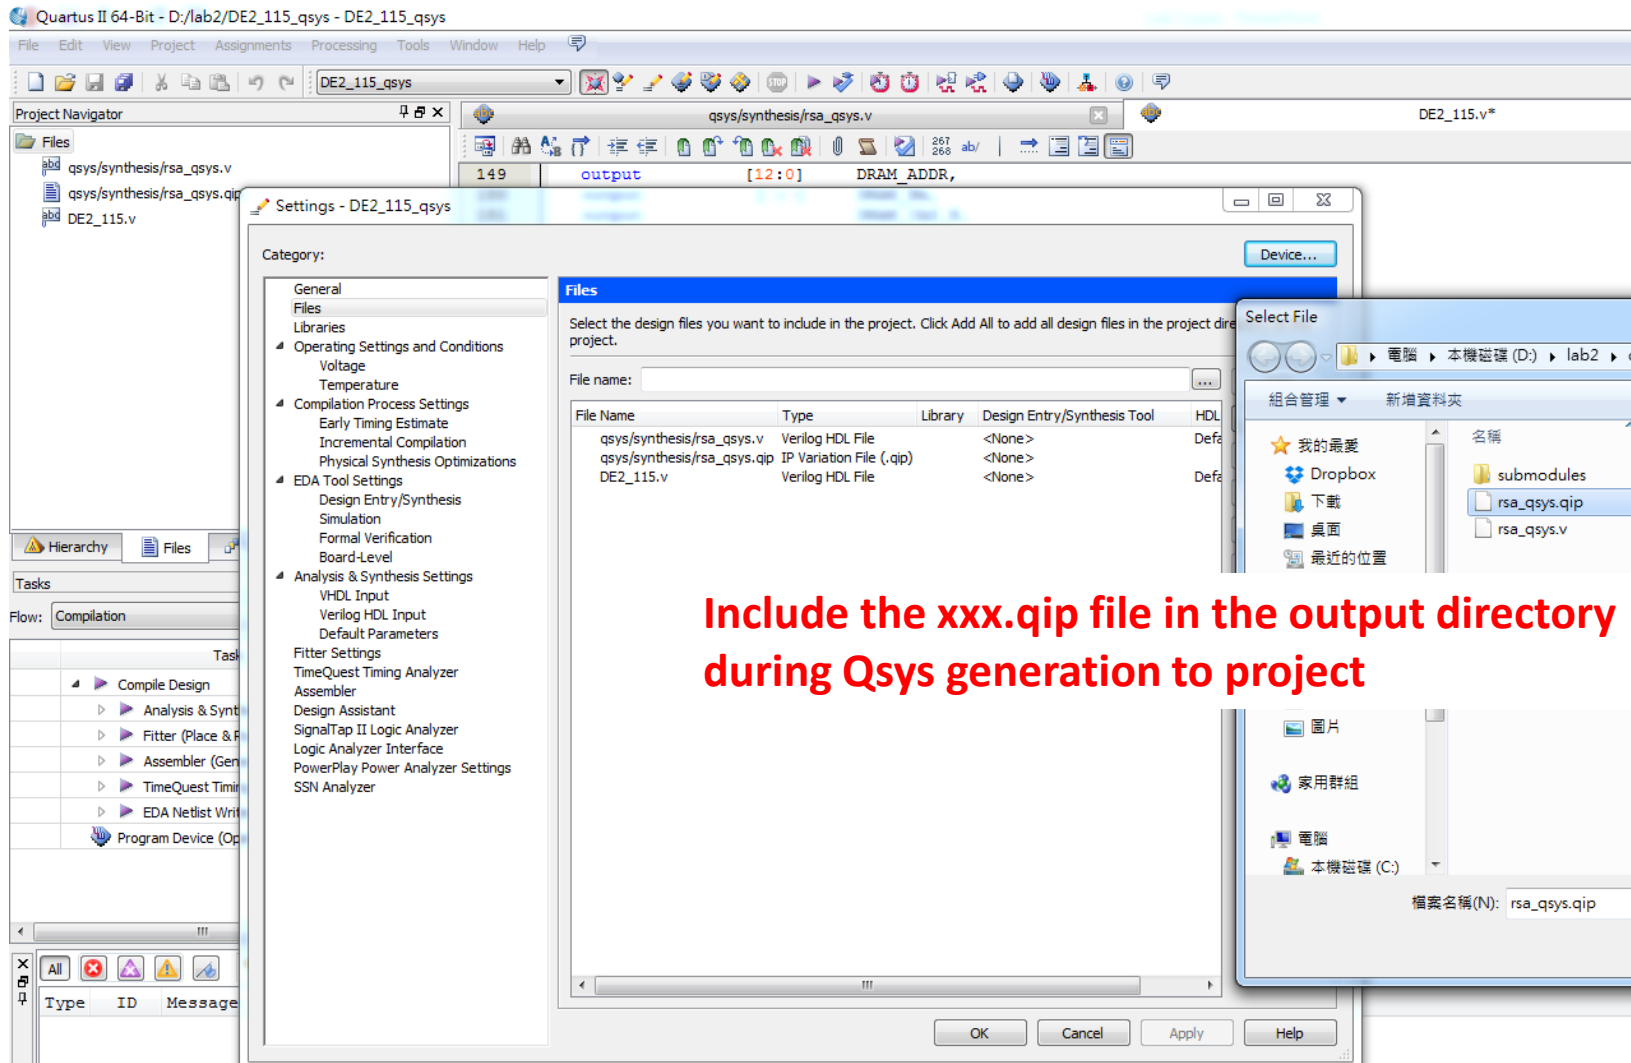 Quartus II 64-Bit - D:/lab2/DE2_115_qsys - DE2_115_qsys
File Edit View Project Assignments Processing Tools Window Help
DE2_115_qsys
STOP
Project Navigator
qsys/synthesis/rsa_qsys.v
DE2_115.v*
Files
abd qsys/synthesis/rsa_qsys.v
qsys/synthesis/rsa_qsys.qip
abd DE2_115.v
267 268 ab/
149 output [12:0] DRAM_ADDR,
Settings - DE2_115_qsys
Category:
Device...
General
Files
Libraries
Operating Settings and Conditions
Voltage
Temperature
Compilation Process Settings
Early Timing Estimate
Incremental Compilation
Physical Synthesis Optimizations
EDA Tool Settings
Design Entry/Synthesis
Simulation
Formal Verification
Board-Level
Analysis & Synthesis Settings
VHDL Input
Verilog HDL Input
Default Parameters
Fitter Settings
TimeQuest Timing Analyzer
Assembler
Design Assistant
SignalTap II Logic Analyzer
Logic Analyzer Interface
PowerPlay Power Analyzer Settings
SSN Analyzer
Files
Select the design files you want to include in the project. Click Add All to add all design files in the project dire
project.
File name:
...
File Name Type Library Design Entry/Synthesis Tool HDL
qsys/synthesis/rsa_qsys.v Verilog HDL File <None> Defa
qsys/synthesis/rsa_qsys.qip IP Variation File (.qip) <None>
DE2_115.v Verilog HDL File <None> Defa
OK Cancel Apply Help
Select File
電腦 本機磁碟 (D:) lab2
組合管理 新增資料夾
我的最愛
Dropbox
下載
桌面
最近的位置
圖片
家用群組
電腦
本機磁碟 (C:)
名稱
submodules
rsa_qsys.qip
rsa_qsys.v
檔案名稱(N): rsa_qsys.qip
Include the xxx.qip file in the output directory
during Qsys generation to project
Hierarchy Files
Tasks
Flow: Compilation
Task
Compile Design
Analysis & Synt
Fitter (Place & R
Assembler (Gen
TimeQuest Timin
EDA Netlist Writ
Program Device (Op
All
Type ID Message